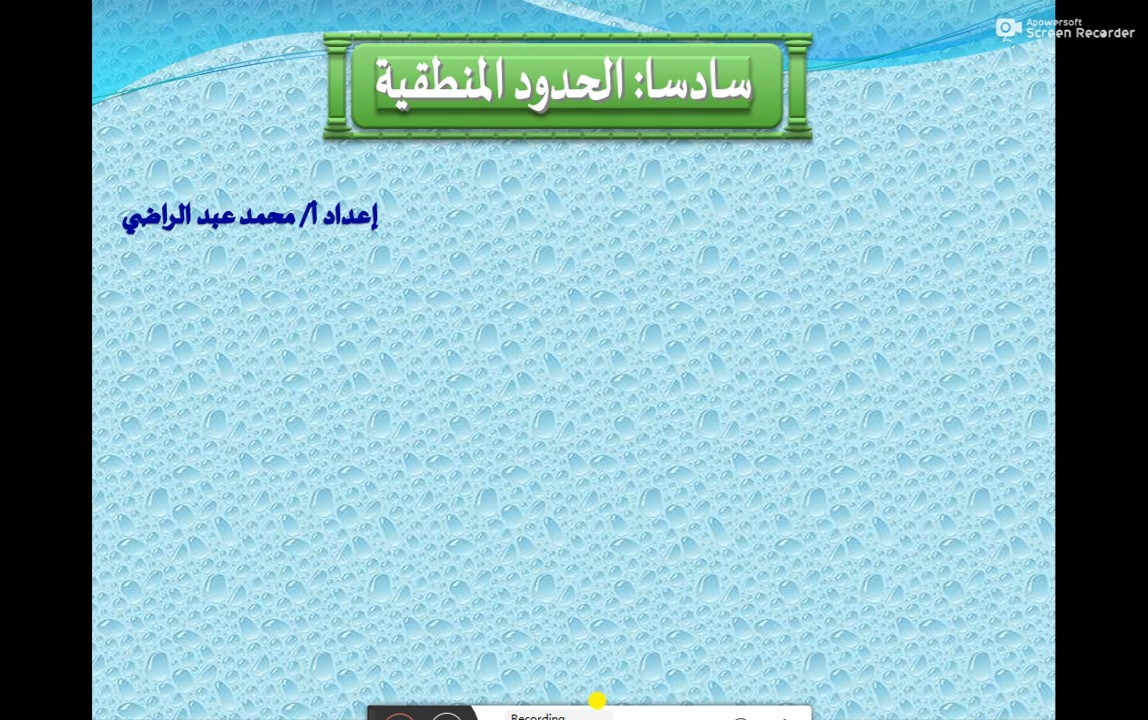 Apowersoft
Screen Recorder
سادسا: الحدود المنطقية
إعداد أ/ محمد عبد الراضي
Recording